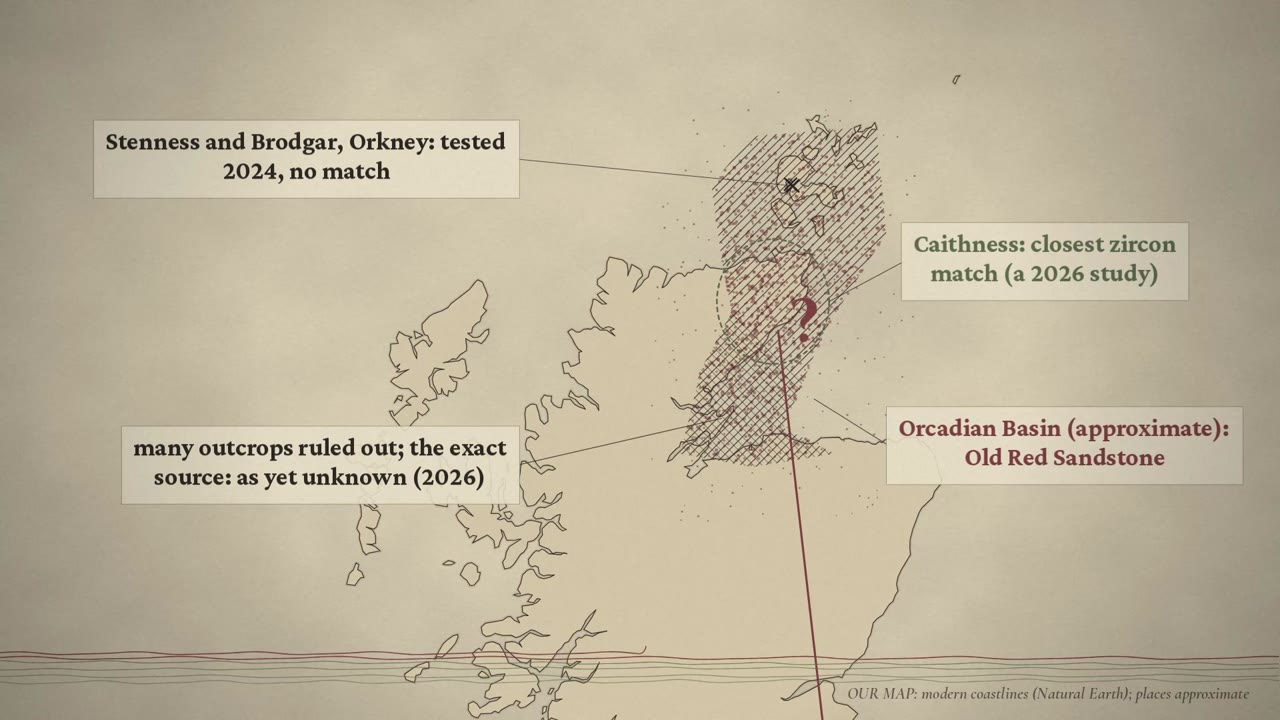 Stenness and Brodgar, Orkney: tested
2024, no match
Caithness: closest zircon
match (a 2026 study)
?
Orcadian Basin (approximate):
Old Red Sandstone
many outcrops ruled out; the exact
source: as yet unknown (2026)
OUR MAP: modern coastlines (Natural Earth); places approximate